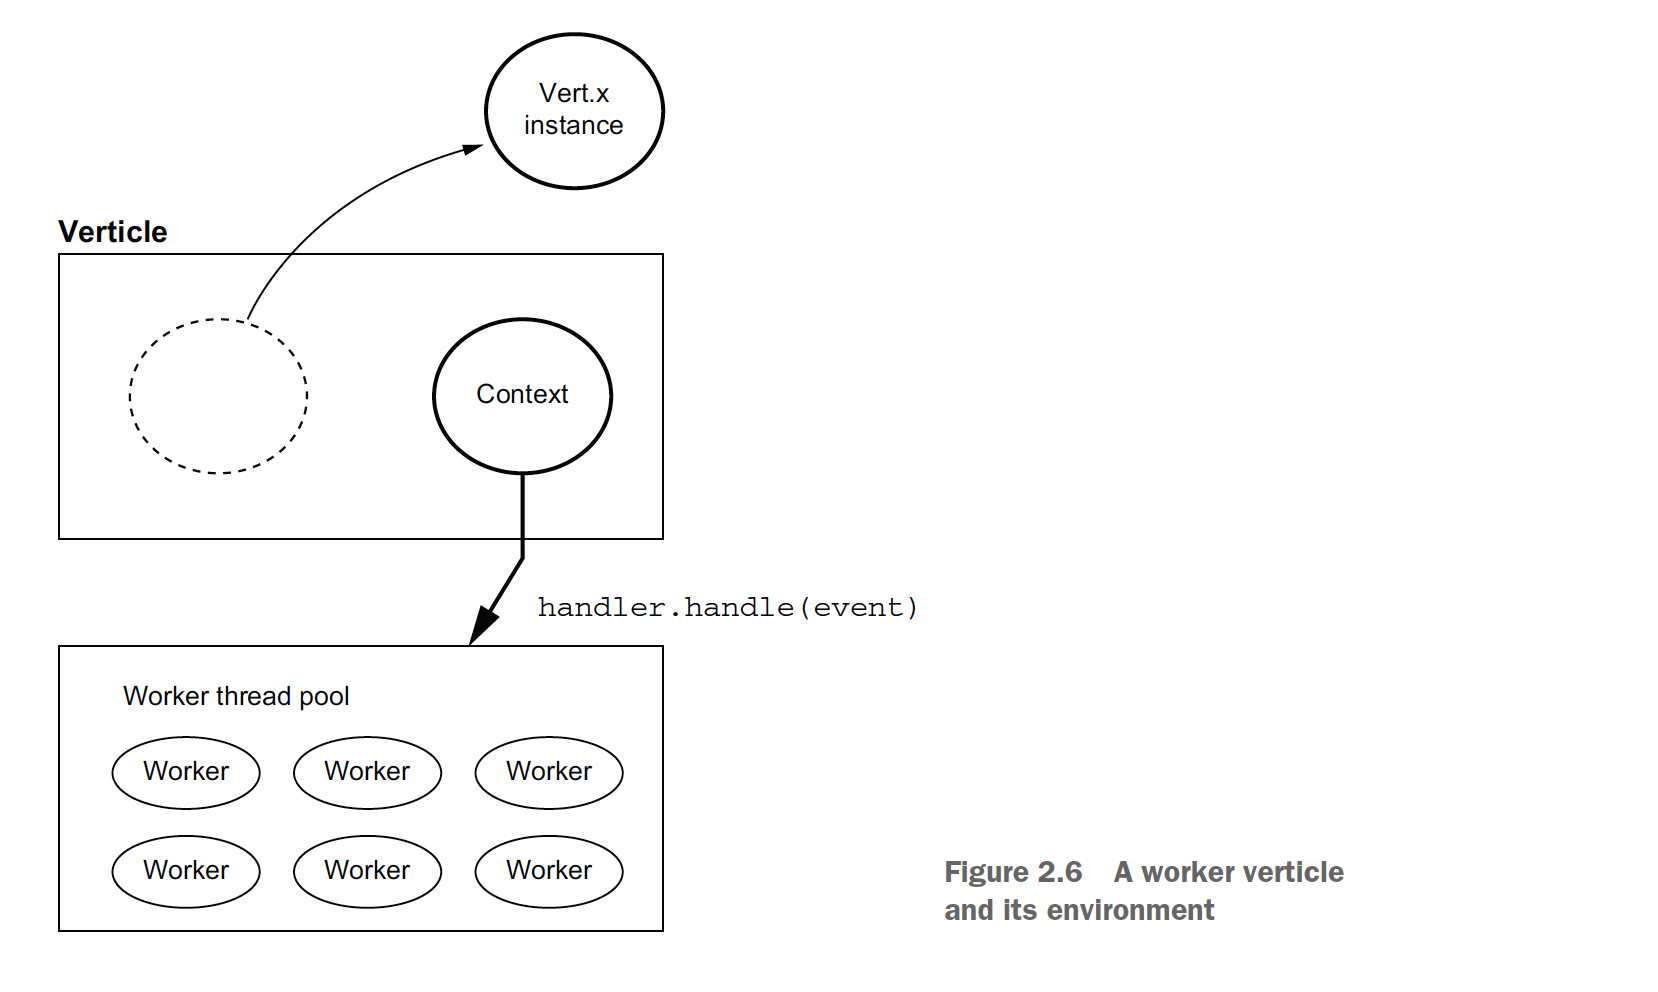 Vert.x
instance
Verticle
Context
handler.handle(event)
Worker thread pool
Worker Worker Worker
Worker Worker Worker
Figure 2.6 A worker verticle
and its environment